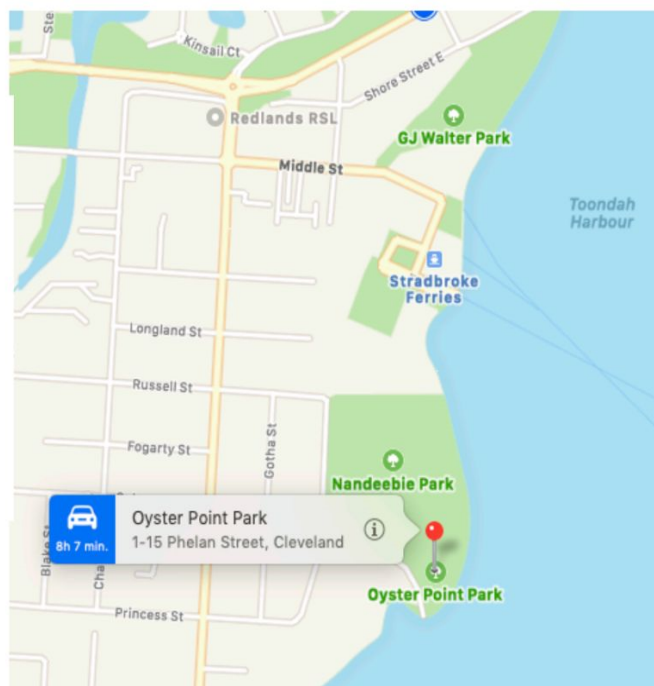 Kinsail Ct
Shore Street E
Redlands RSL
GJ Walter Park
Middle St
Toondah
Harbour
Stradbroke
Ferries
Longland St
Russell St
Fogarty St
Gotha St
Nandeebie Park
Oyster Point Park
1-15 Phelan Street, Cleveland
8h 7 min.
Blake St
Cha
Oyster Point Park
Princess St